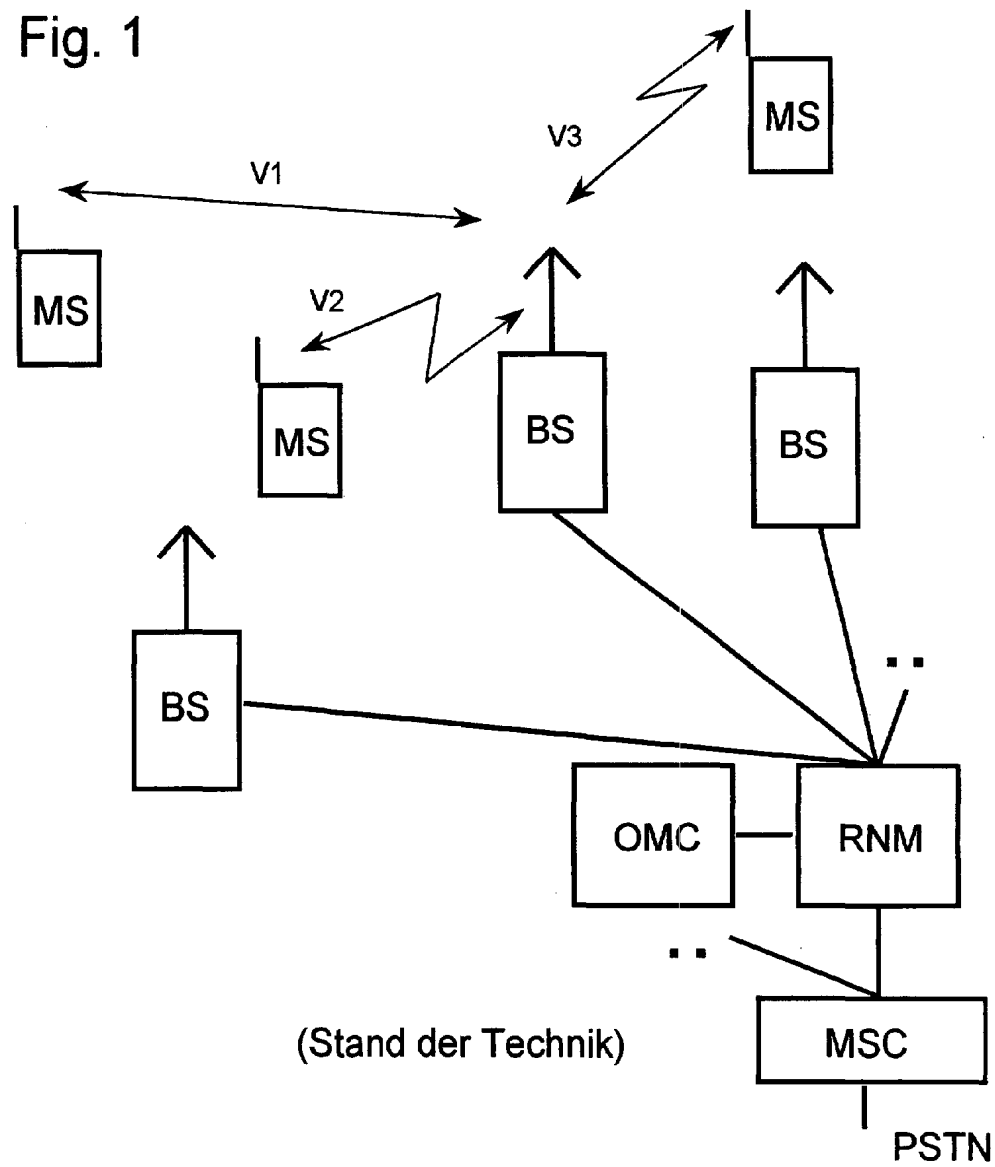 Fig. 1
MS
V3
V1
MS
V2
MS
BS
BS
BS
OMC
RNM
..
..
(Stand der Technik)
MSC
PSTN